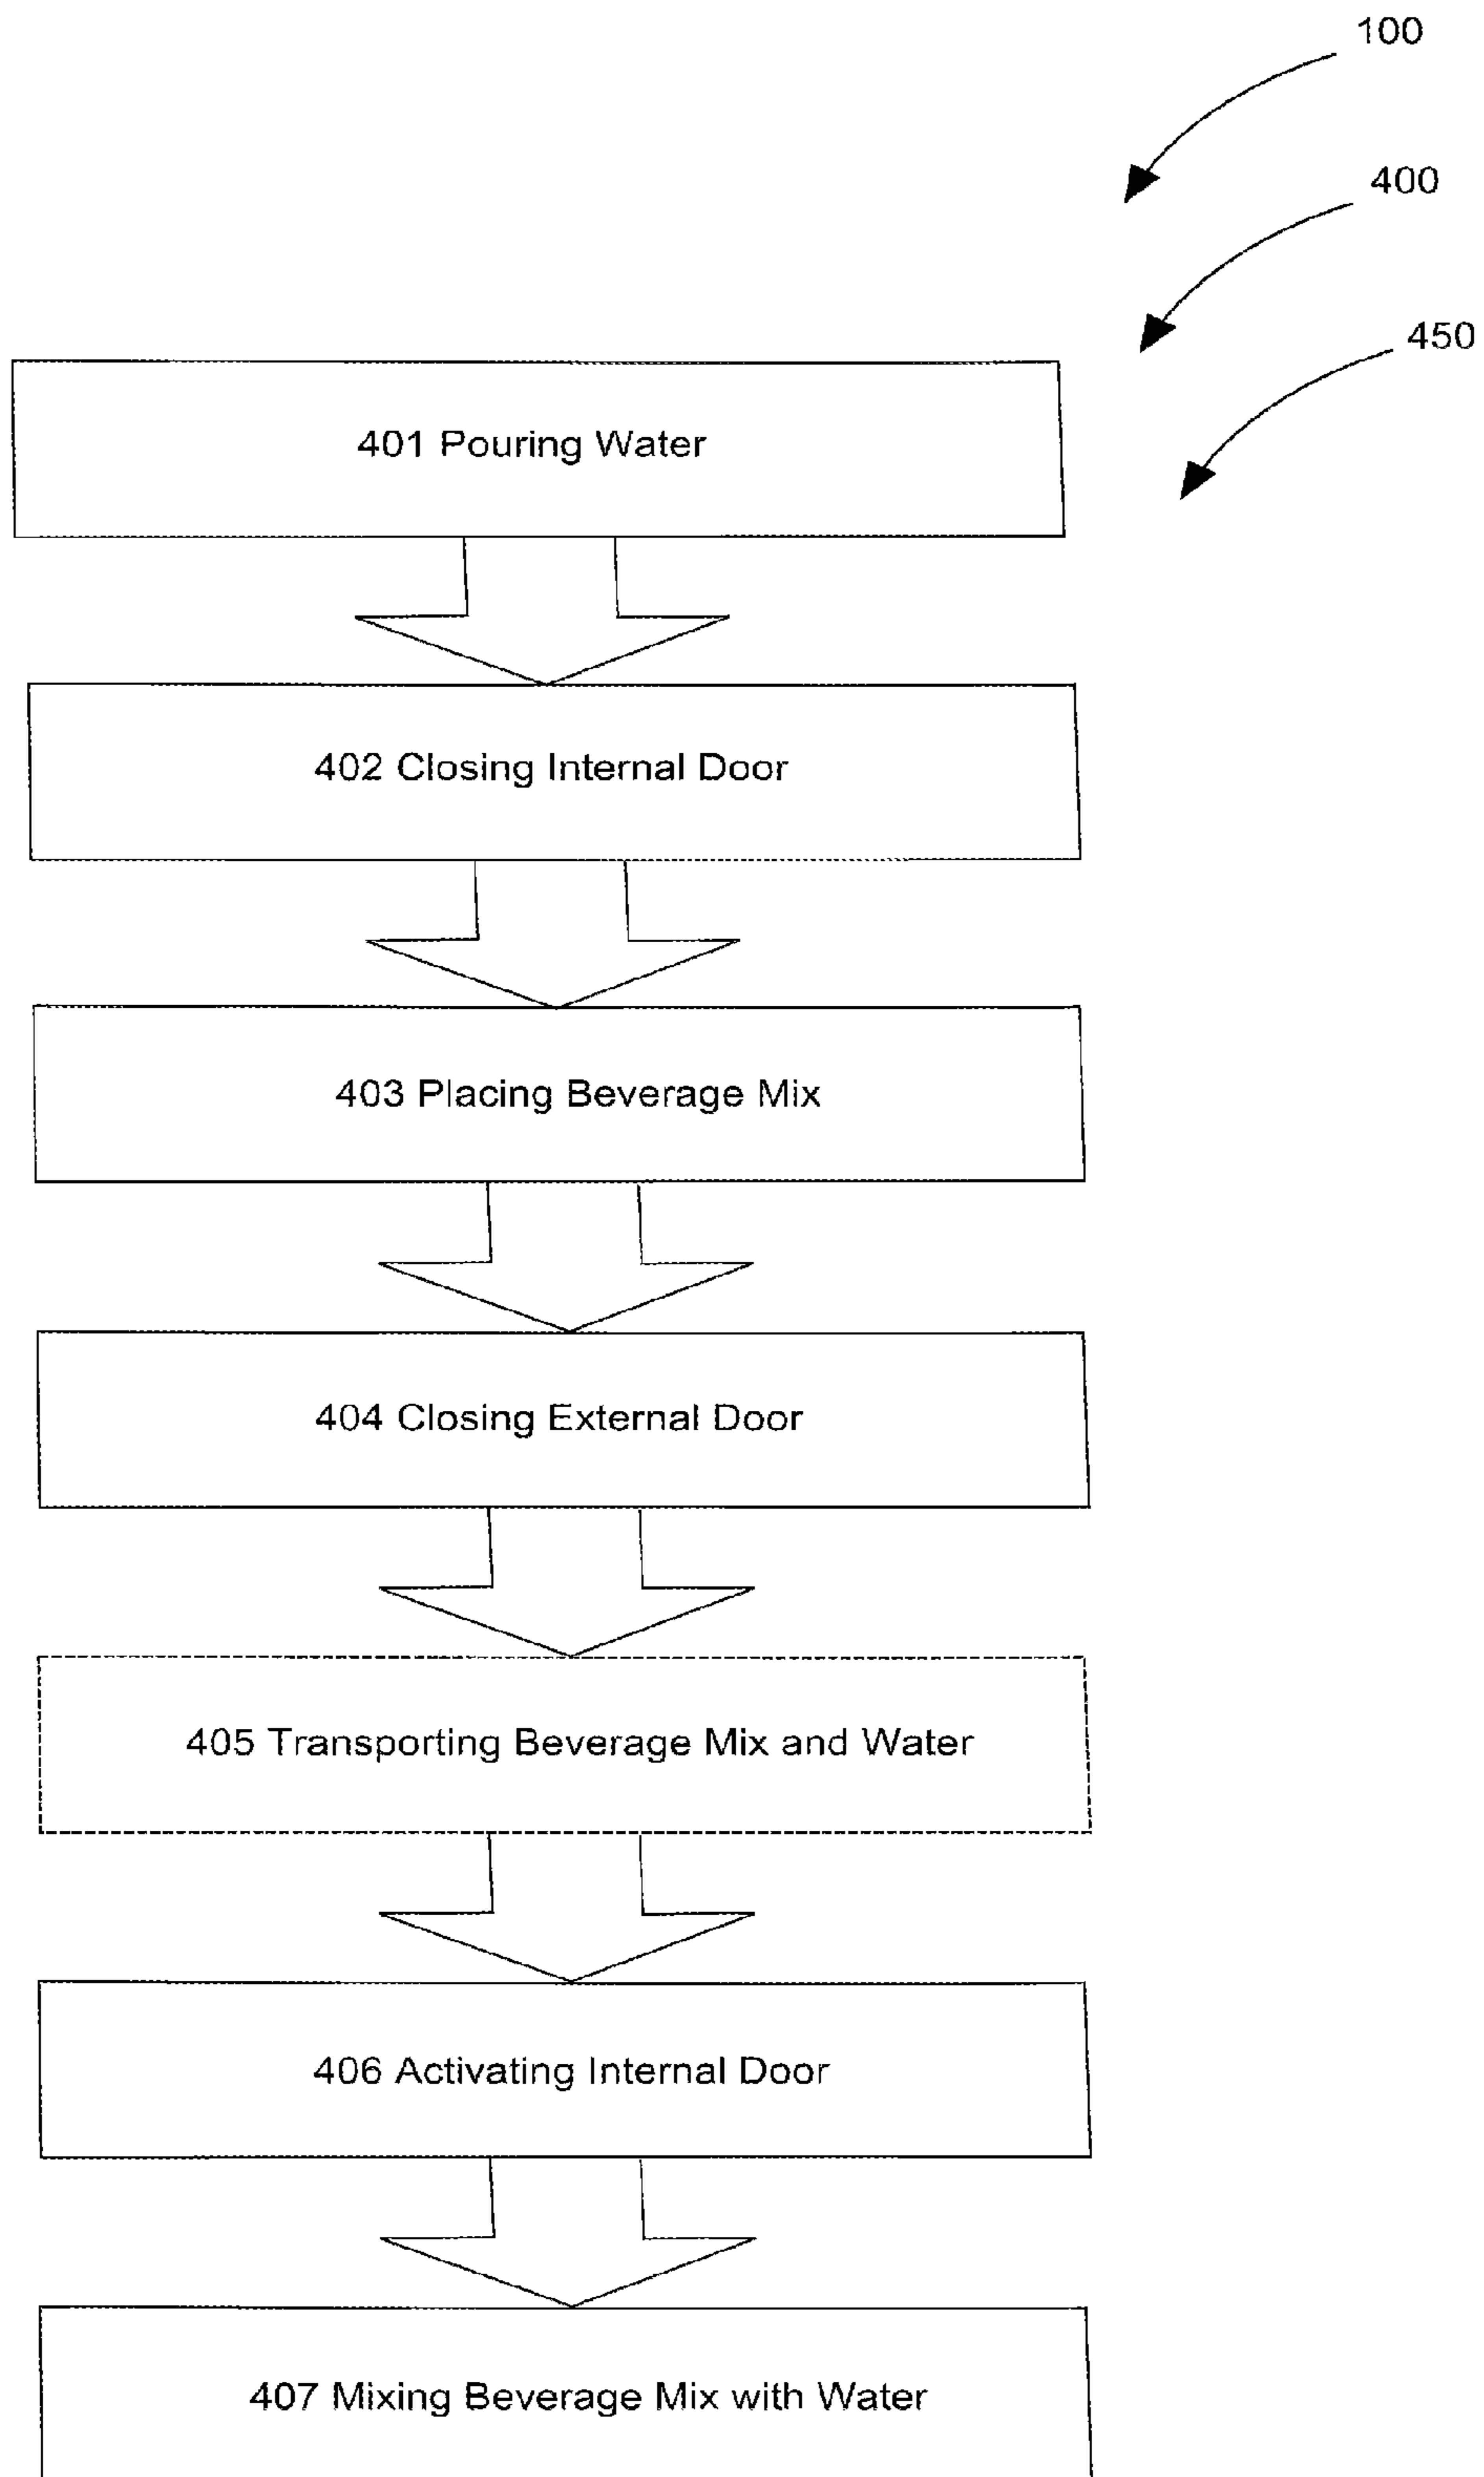 100
400
450
401 Pouring Water
402 Closing Internal Door
403 Placing Beverage Mix
404 Closing External Door
405 Transporting Beverage Mix and Water
406 Activating Internal Door
407 Mixing Beverage Mix with Water